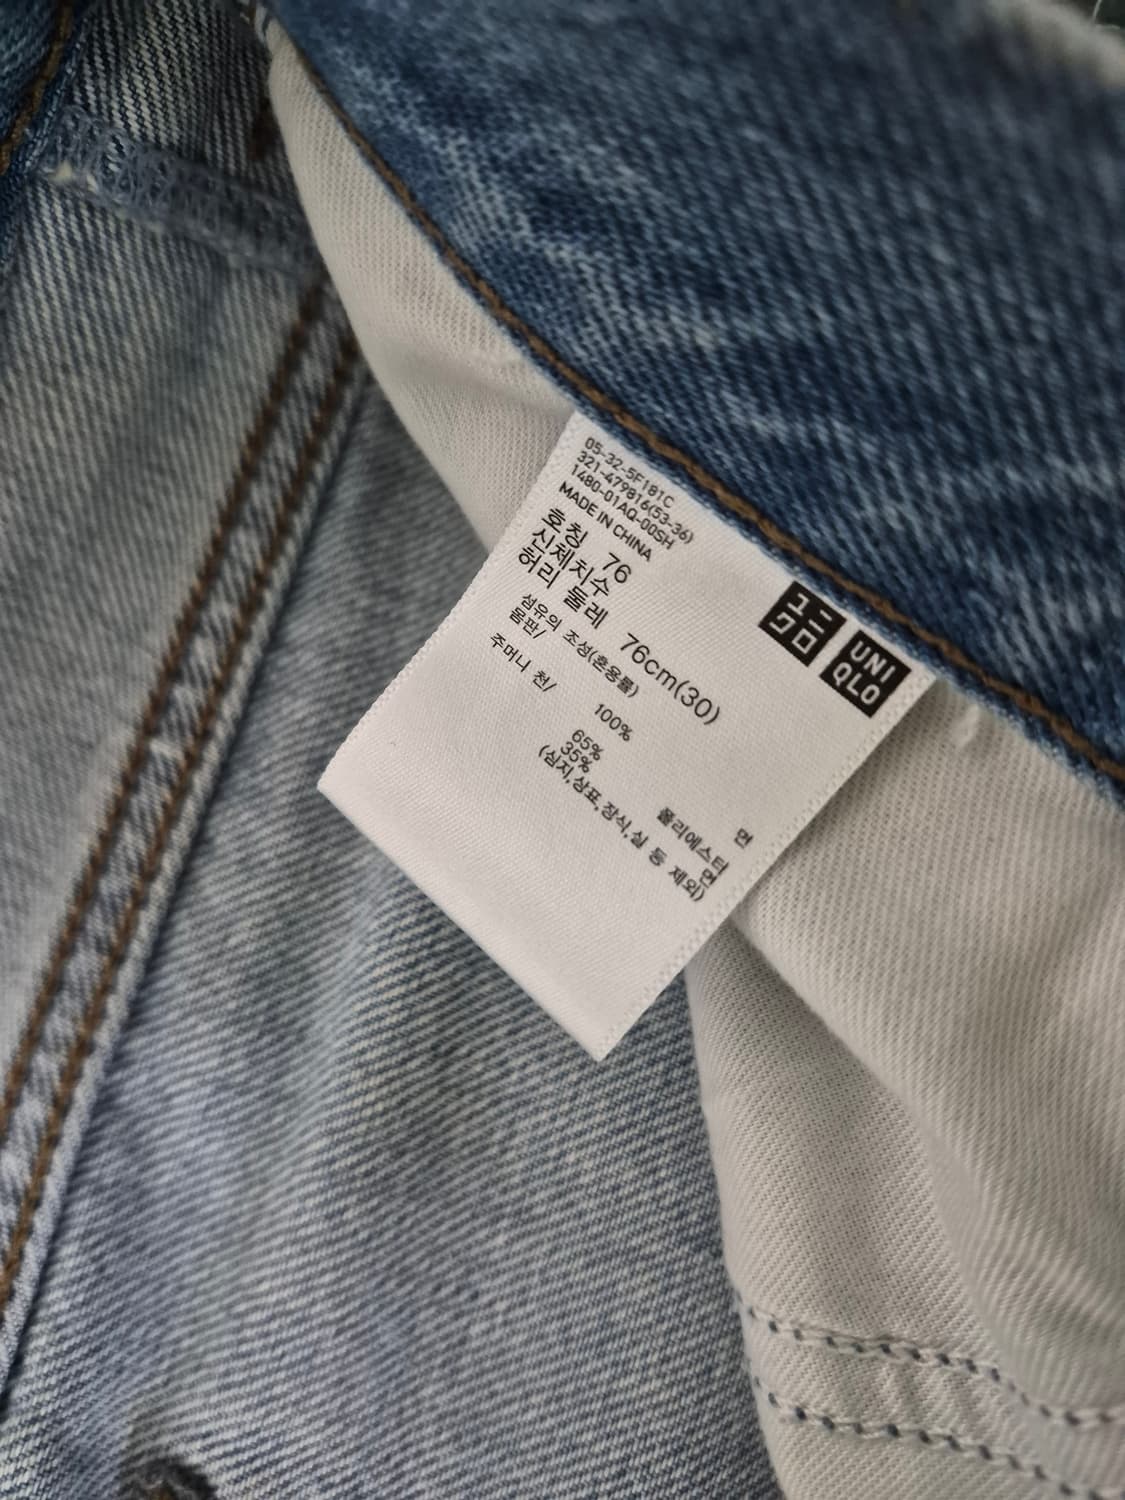 05-32-5F181C
321-479816(53-36)
1480-01AQ-00SH
MADE IN CHINA
호칭 76
신체치수
허리 둘레 76cm(30)
섬유의 조성(혼용률)
몸판/ 100% 면
주머니 천/ 65% 폴리에스터
35% 면
(심지,상표,장식,실 등 제외)
ユニ
クロ
UNI
QLO